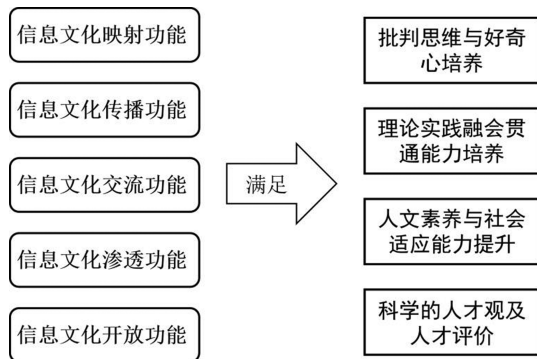 信息文化映射功能
信息文化传播功能
信息文化交流功能
信息文化渗透功能
信息文化开放功能
满足
批判思维与好奇
心培养
理论实践融会贯
通能力培养
人文素养与社会
适应能力提升
科学的人才观及
人才评价